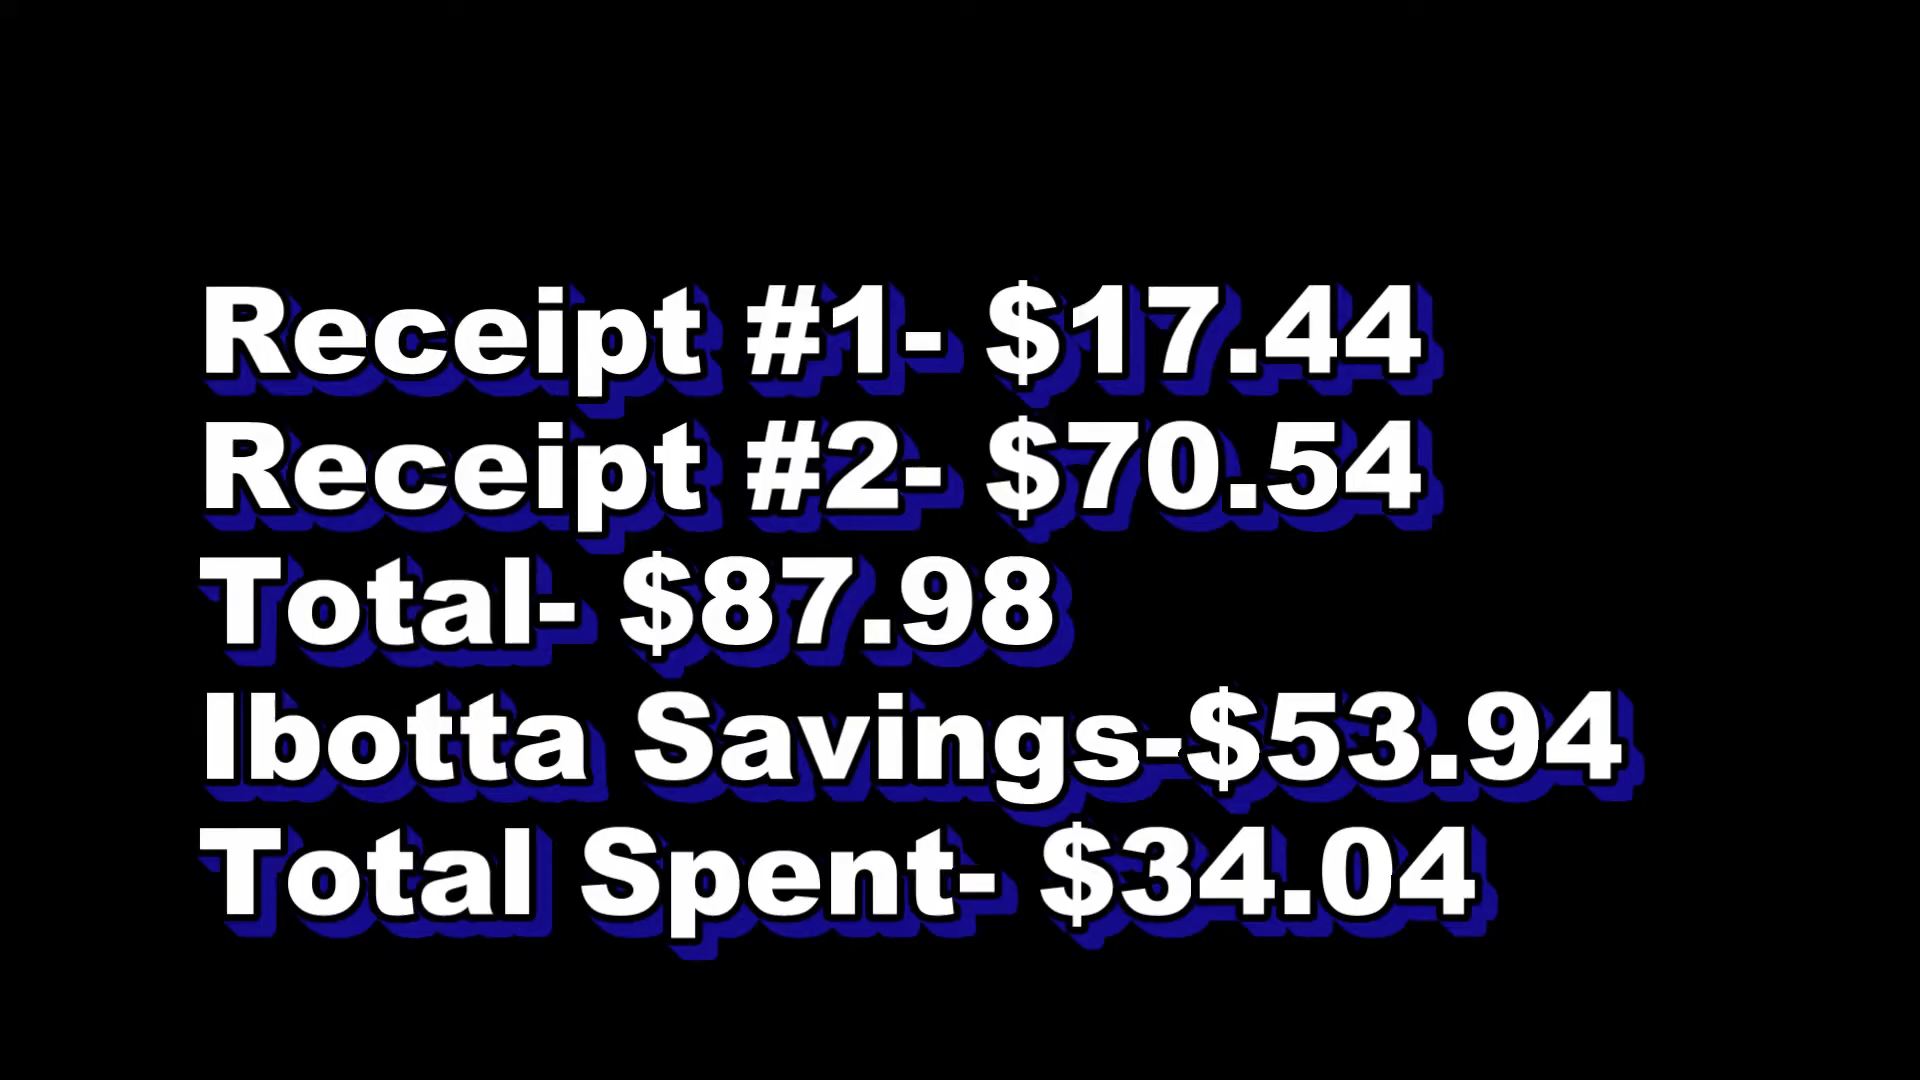 Receipt #1- $17.44
Receipt #2- $70.54
Total- $87.98
Ibotta Savings-$53.94
Total Spent- $34.04